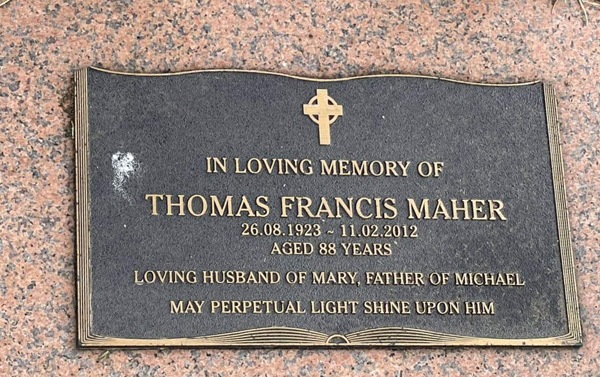 IN LOVING MEMORY OF
THOMAS FRANCIS MAHER
26.08.1923 ~ 11.02.2012
AGED 88 YEARS
LOVING HUSBAND OF MARY, FATHER OF MICHAEL
MAY PERPETUAL LIGHT SHINE UPON HIM